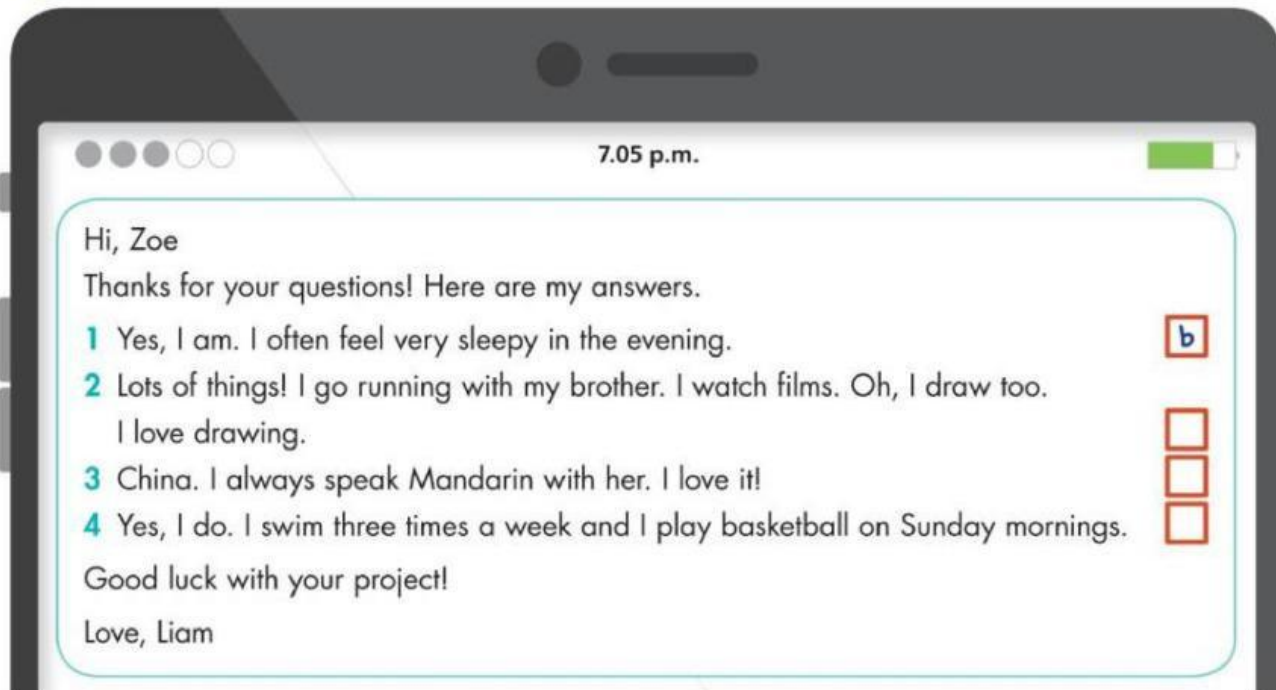 7.05 p.m.
Hi, Zoe
Thanks for your questions! Here are my answers.
1 Yes, I am. I often feel very sleepy in the evening. b
2 Lots of things! I go running with my brother. I watch films. Oh, I draw too.
I love drawing.
3 China. I always speak Mandarin with her. I love it!
4 Yes, I do. I swim three times a week and I play basketball on Sunday mornings.
Good luck with your project!
Love, Liam